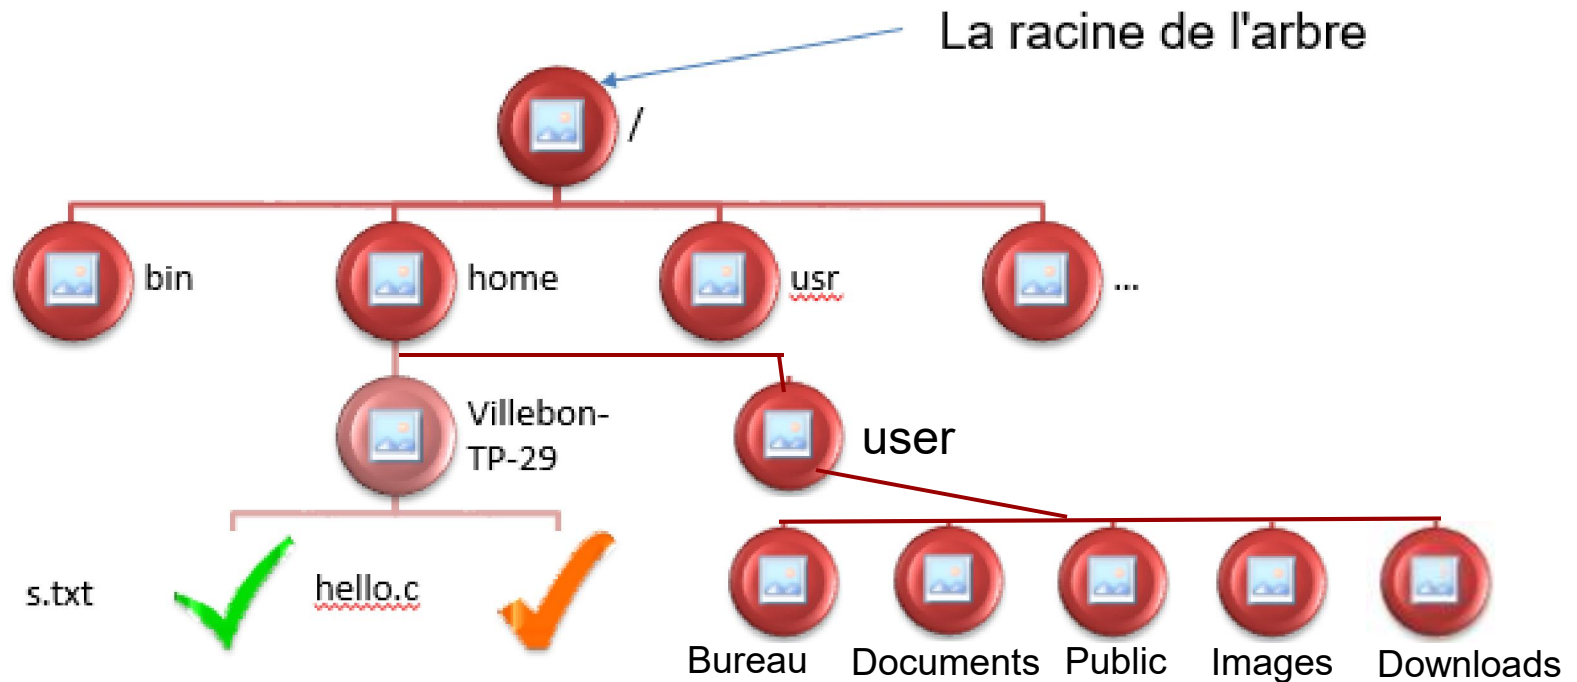 La racine de l'arbre
/
bin
home
usr
...
Villebon-
TP-29
user
s.txt
hello.c
Bureau
Documents
Public
Images
Downloads